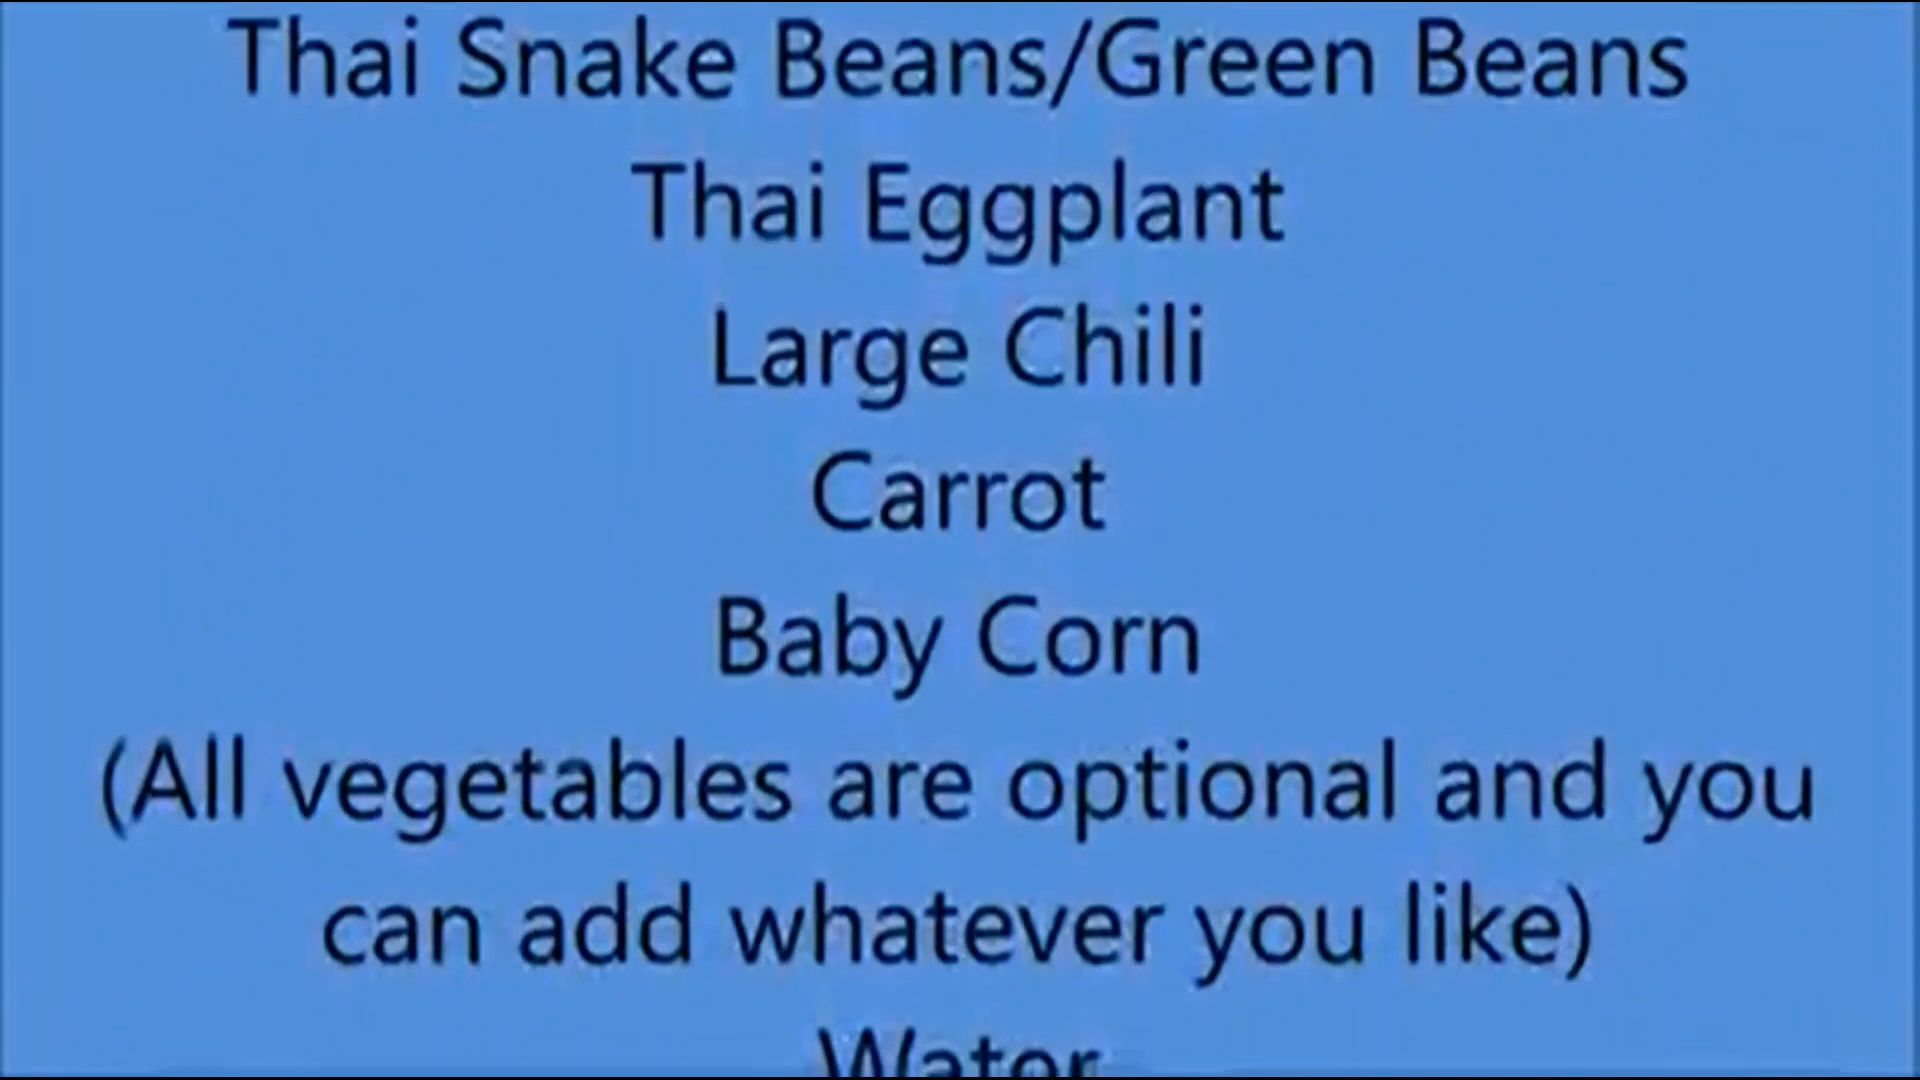 Thai Snake Beans/Green Beans
Thai Eggplant
Large Chili
Carrot
Baby Corn
(All vegetables are optional and you
can add whatever you like)
Water